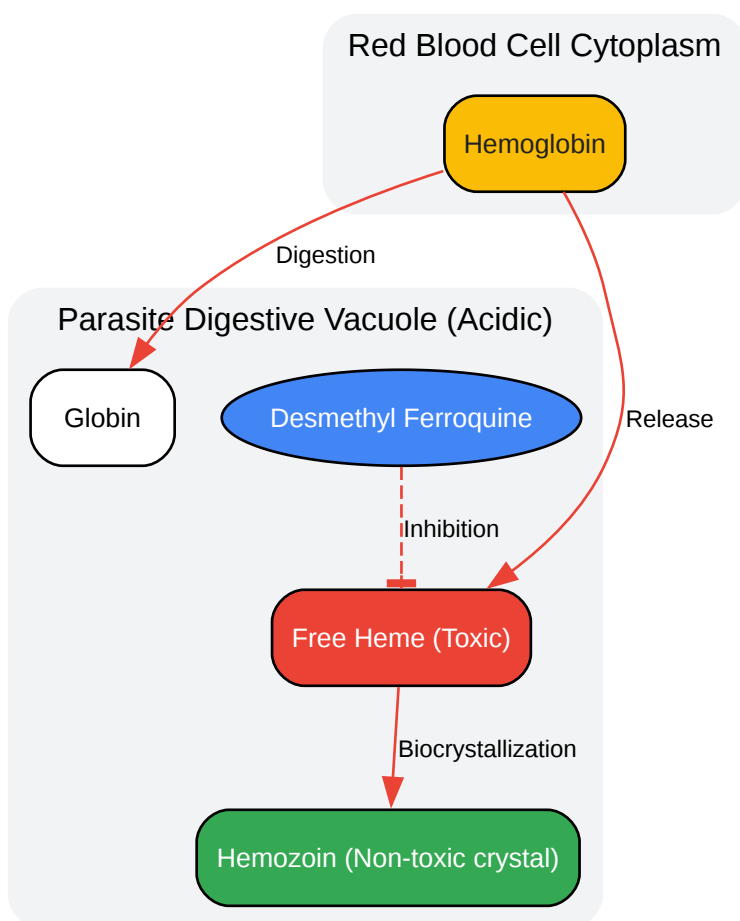 Red Blood Cell Cytoplasm
Hemoglobin
Digestion
Parasite Digestive Vacuole (Acidic)
Globin
Desmethyl Ferroquine
Release
Inhibition
Free Heme (Toxic)
Biocrystallization
Hemozoin (Non-toxic crystal)